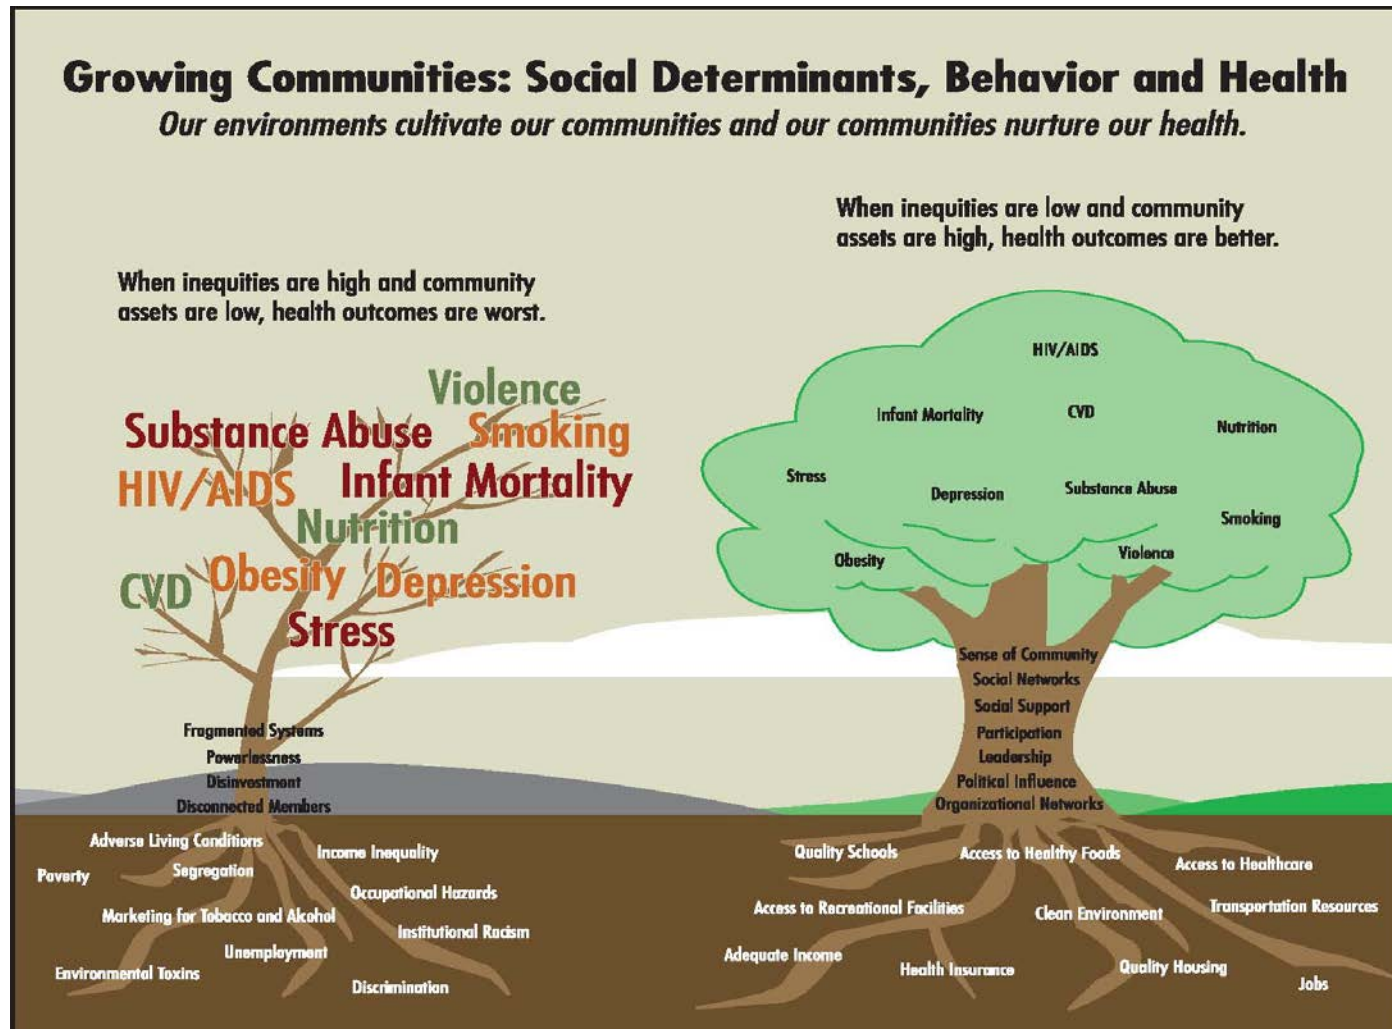 Growing Communities: Social Determinants, Behavior and Health
Our environments cultivate our communities and our communities nurture our health.
When inequities are high and community
assets are low, health outcomes are worst.
Violence
Substance Abuse
Smoking
HIV/AIDS
Infant Mortality
Nutrition
CVD
Obesity
Depression
Stress
Fragmented Systems
Powerlessness
Disinvestment
Disconnected Members
Adverse Living Conditions
Income Inequality
Poverty
Segregation
Occupational Hazards
Marketing for Tobacco and Alcohol
Institutional Racism
Unemployment
Environmental Toxins
Discrimination
When inequities are low and community
assets are high, health outcomes are better.
HIV/AIDS
Infant Mortality
CVD
Nutrition
Stress
Depression
Substance Abuse
Smoking
Obesity
Violence
Sense of Community
Social Networks
Social Support
Participation
Leadership
Political Influence
Organizational Networks
Quality Schools
Access to Healthy Foods
Access to Healthcare
Access to Recreational Facilities
Clean Environment
Transportation Resources
Adequate Income
Health Insurance
Quality Housing
Jobs